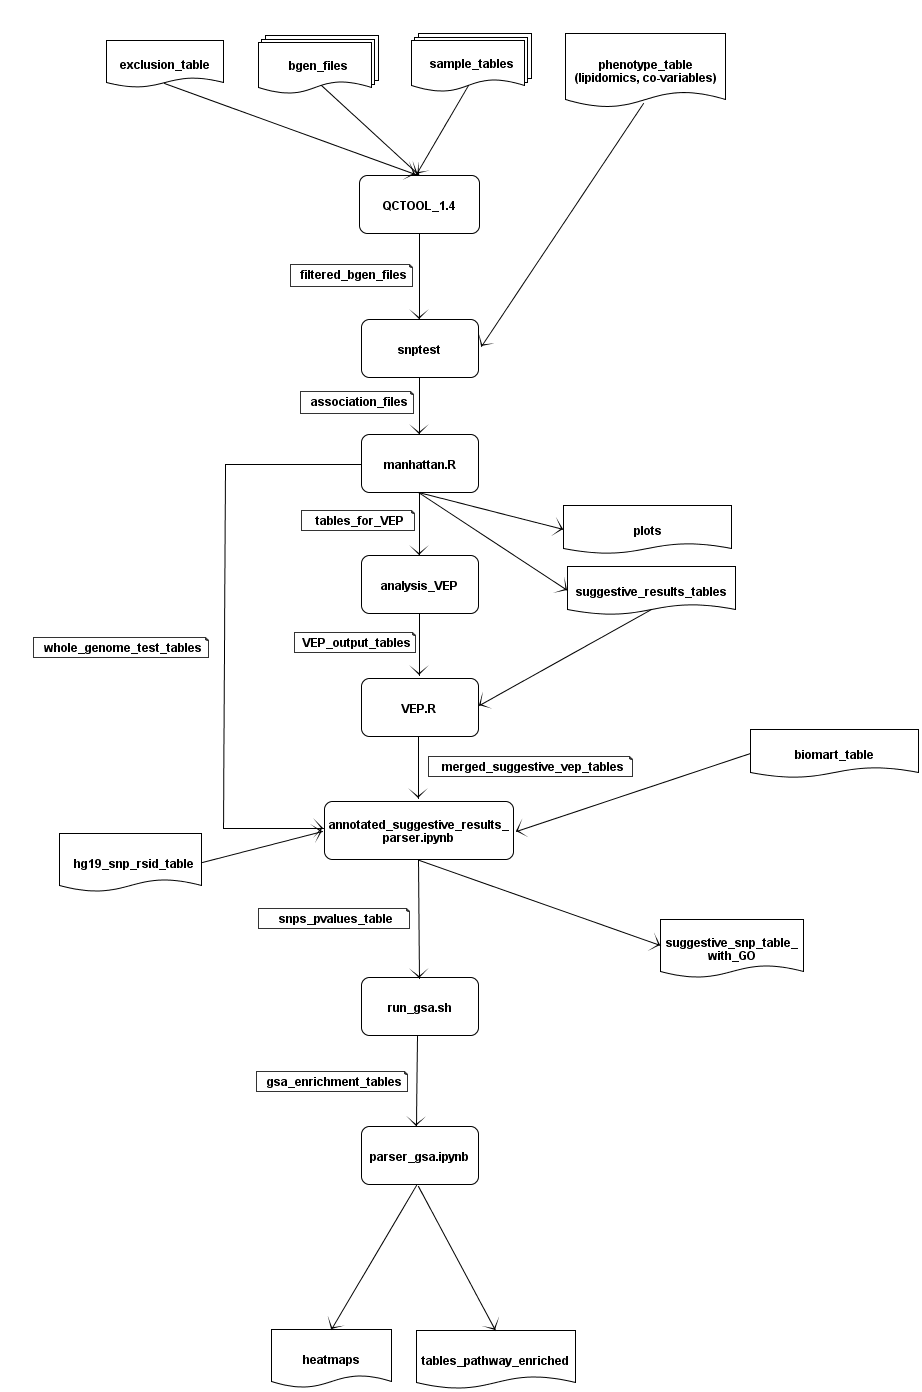 exclusion_table
bgen_files
sample_tables
phenotype_table
(lipidomics, co-variables)
QCTOOL_1.4
filtered_bgen_files
snptest
association_files
manhattan.R
tables_for_VEP
plots
analysis_VEP
suggestive_results_tables
VEP_output_tables
whole_genome_test_tables
VEP.R
merged_suggestive_vep_tables
biomart_table
annotated_suggestive_results_
parser.ipynb
hg19_snp_rsid_table
snps_pvalues_table
suggestive_snp_table_
with_GO
run_gsa.sh
gsa_enrichment_tables
parser_gsa.ipynb
heatmaps
tables_pathway_enriched